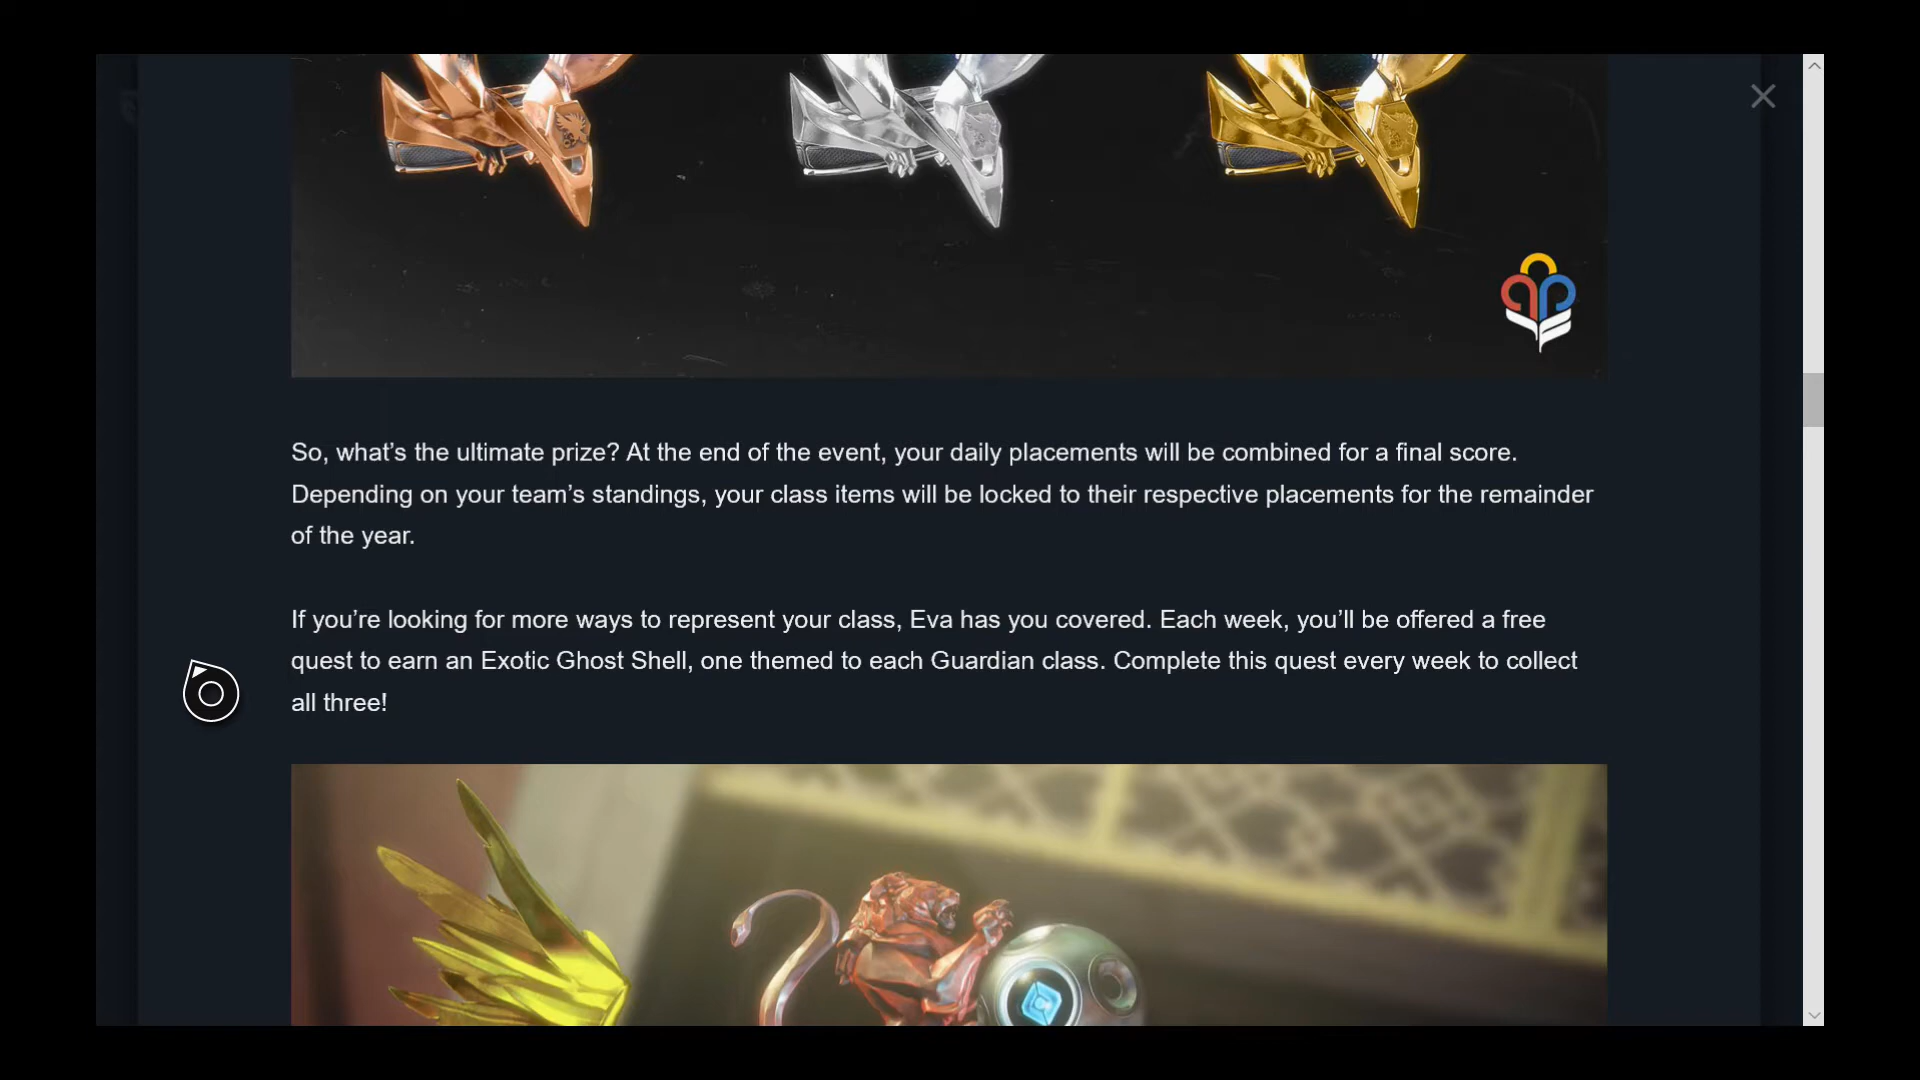 So, what’s the ultimate prize? At the end of the event, your daily placements will be combined for a final score.
Depending on your team’s standings, your class items will be locked to their respective placements for the remainder
of the year.
If you’re looking for more ways to represent your class, Eva has you covered. Each week, you’ll be offered a free
quest to earn an Exotic Ghost Shell, one themed to each Guardian class. Complete this quest every week to collect
all three!